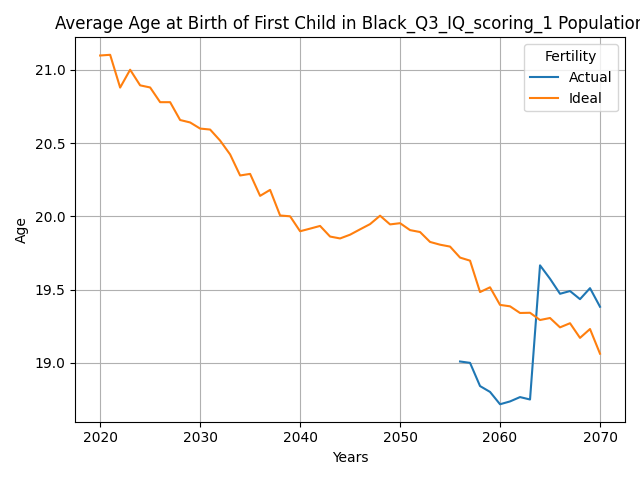 Average Age at Birth of First Child in Black_Q3_IQ_scoring_1 Population
Fertility
Actual
Ideal
21.0
20.5
20.0
19.5
19.0
Age
2020
2030
2040
2050
2060
2070
Years